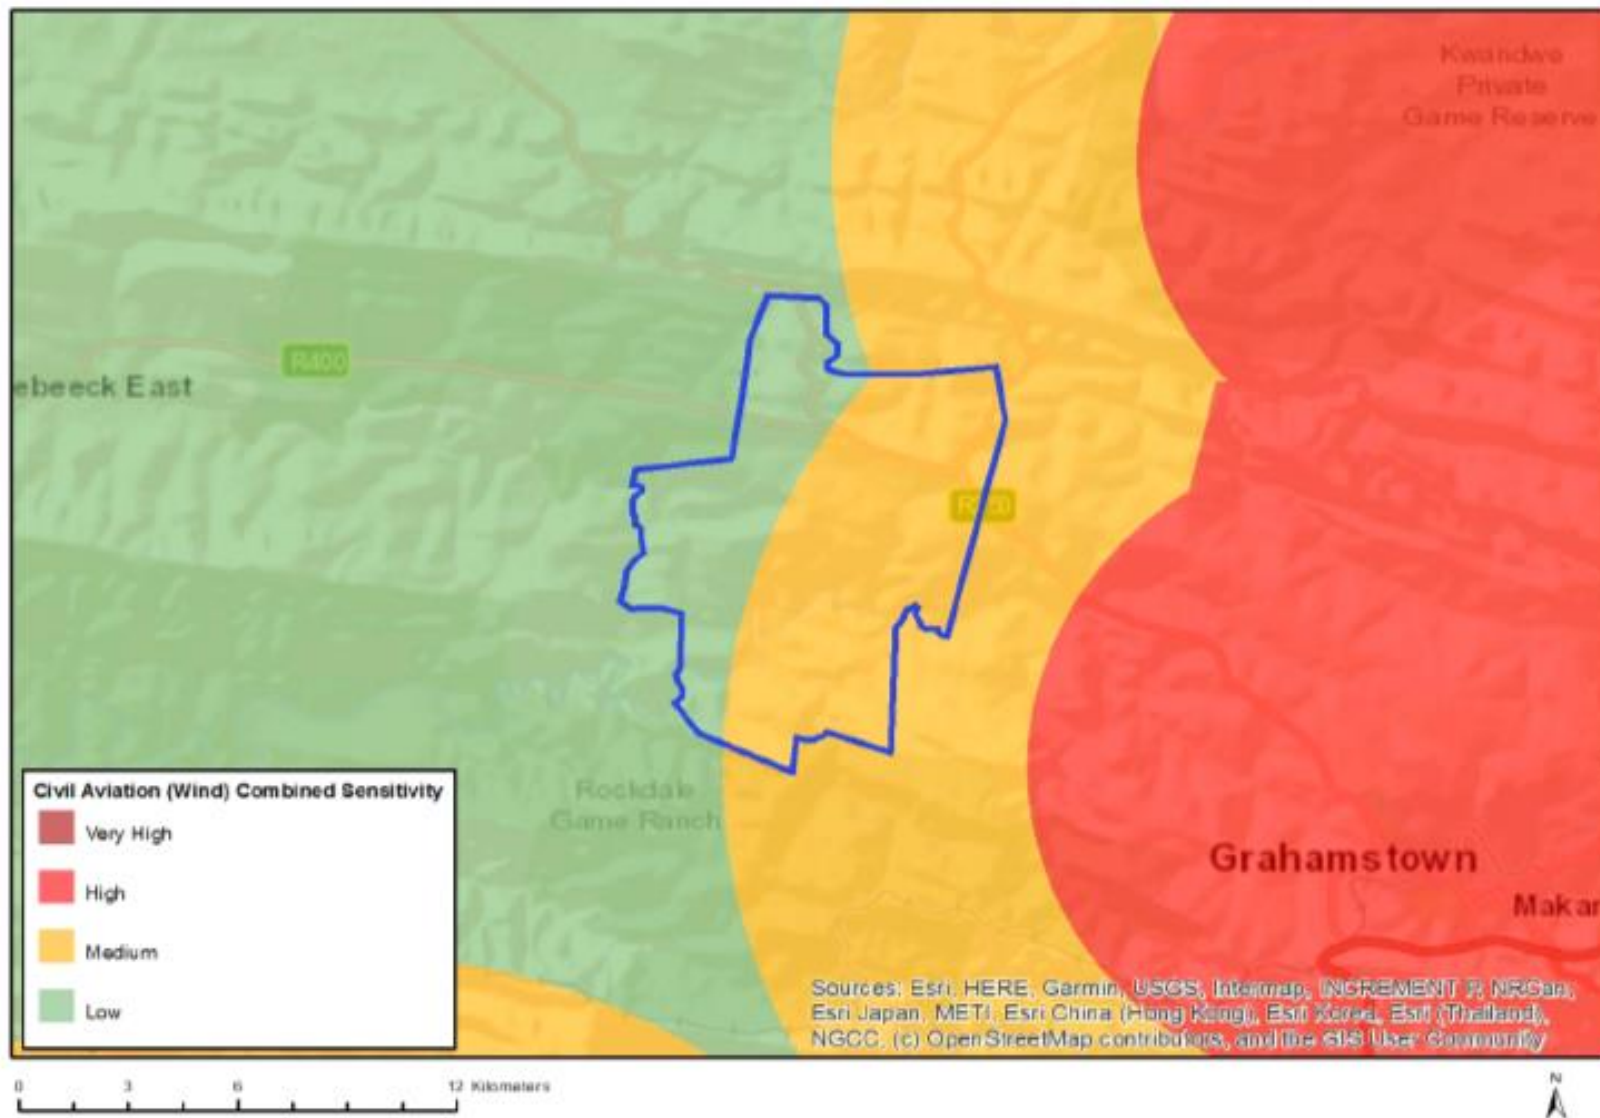 Kwandwe
Private
Game Reserve
R400
ebeeck East
Rockdale
Game Ranch
Grahamstown
Makan
Civil Aviation (Wind) Combined Sensitivity
Very High
High
Medium
Low
Sources: Esri, HERE, Garmin, USGS, Intermap, INCREMENT P, NRCan,
Esri Japan, METI, Esri China (Hong Kong), Esri Korea, Esri (Thailand),
NGCC, (c) OpenStreetMap contributors, and the GIS User Community
0 3 6 12 Kilometers
N